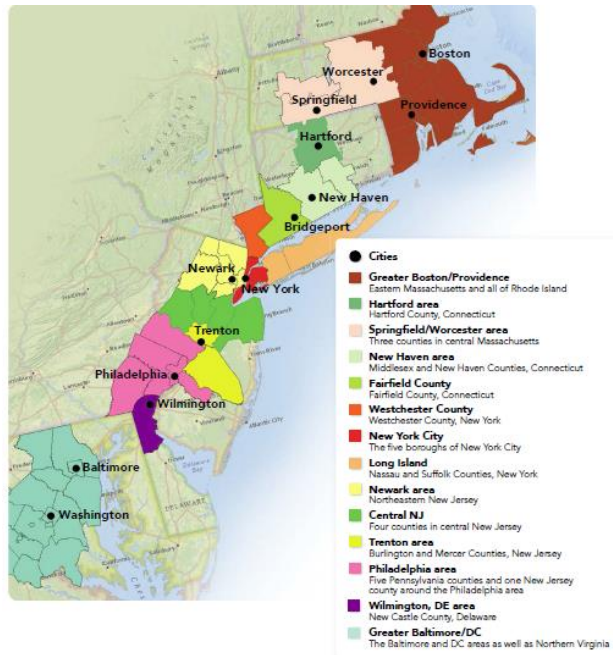 Albany
Boston
Worcester
Springfield
Providence
Hartford
New Haven
Bridgeport
Newark
New York
Trenton
Philadelphia
Wilmington
Atlantic City
Baltimore
Washington
DELAWARE
Cities
Greater Boston/Providence
Eastern Massachusetts and all of Rhode Island
Hartford area
Hartford County, Connecticut
Springfield/Worcester area
Three counties in central Massachusetts
New Haven area
Middlesex and New Haven Counties, Connecticut
Fairfield County
Fairfield County, Connecticut
Westchester County
Westchester County, New York
New York City
The five boroughs of New York City
Long Island
Nassau and Suffolk Counties, New York
Newark area
Northeastern New Jersey
Central NJ
Four counties in central New Jersey
Trenton area
Burlington and Mercer Counties, New Jersey
Philadelphia area
Five Pennsylvania counties and one New Jersey
county around the Philadelphia area
Wilmington, DE area
New Castle County, Delaware
Greater Baltimore/DC
The Baltimore and DC areas as well as Northern Virginia